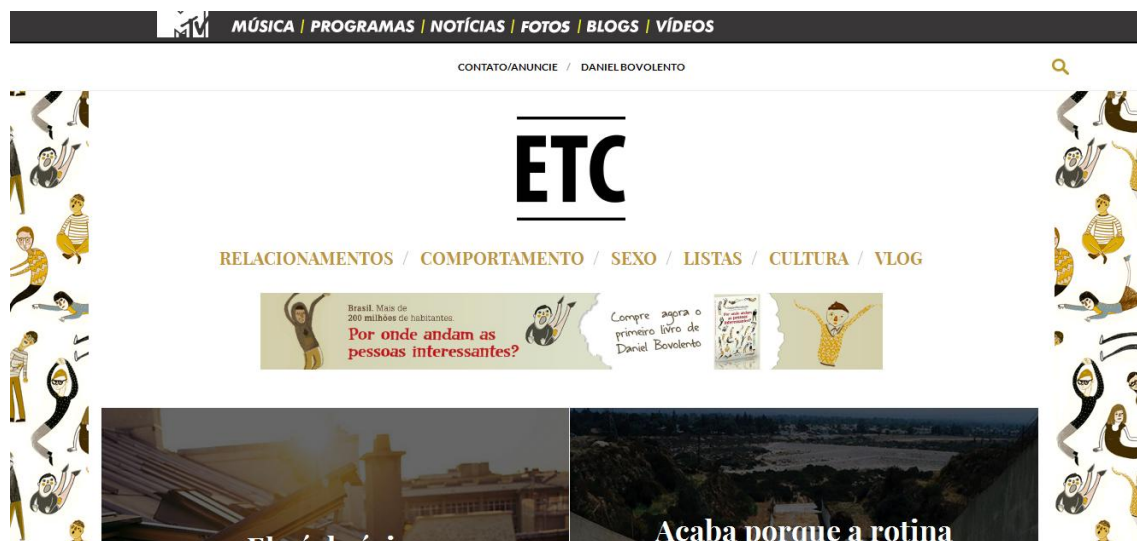 MTV MÚSICA | PROGRAMAS | NOTÍCIAS | FOTOS | BLOGS | VÍDEOS
CONTATO/ANUNCIE / DANIEL BOVOLENTO
ETC
RELACIONAMENTOS / COMPORTAMENTO / SEXO / LISTAS / CULTURA / VLOG
Brasil. Mais de
200 milhões de habitantes.
Por onde andam as
pessoas interessantes?
Compre agora o
primeiro livro de
Daniel Bovolento
Acaba porque a rotina